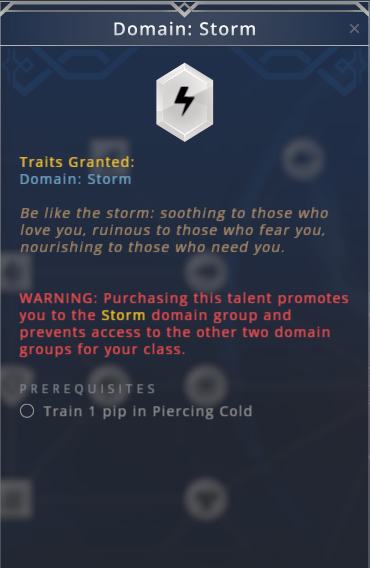 Domain: Storm
Traits Granted:
Domain: Storm
Be like the storm: soothing to those who
love you, ruinous to those who fear you,
nourishing to those who need you.
WARNING: Purchasing this talent promotes
you to the Storm domain group and
prevents access to the other two domain
groups for your class.
PREREQUISITES
Train 1 pip in Piercing Cold